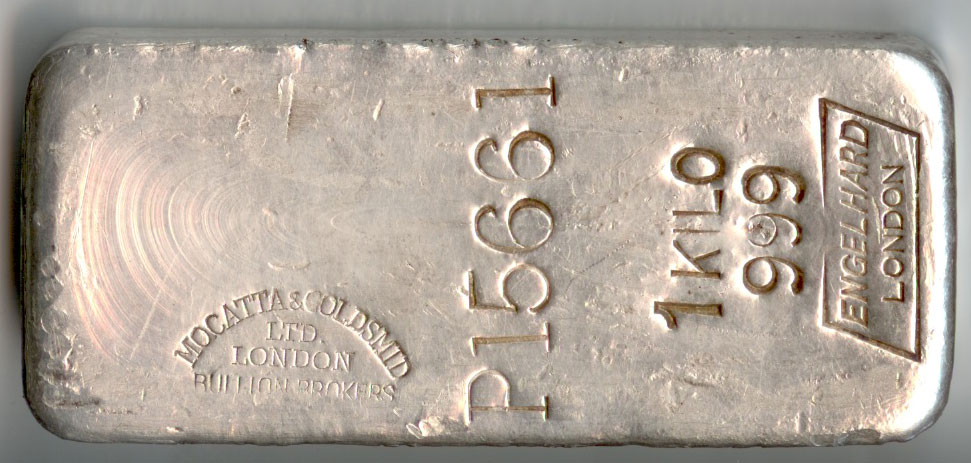 ENGELHARD
LONDON
1 KILO
999
P15661
MOCATTA & GOLDSMID
LTD.
LONDON
BULLION BROKERS